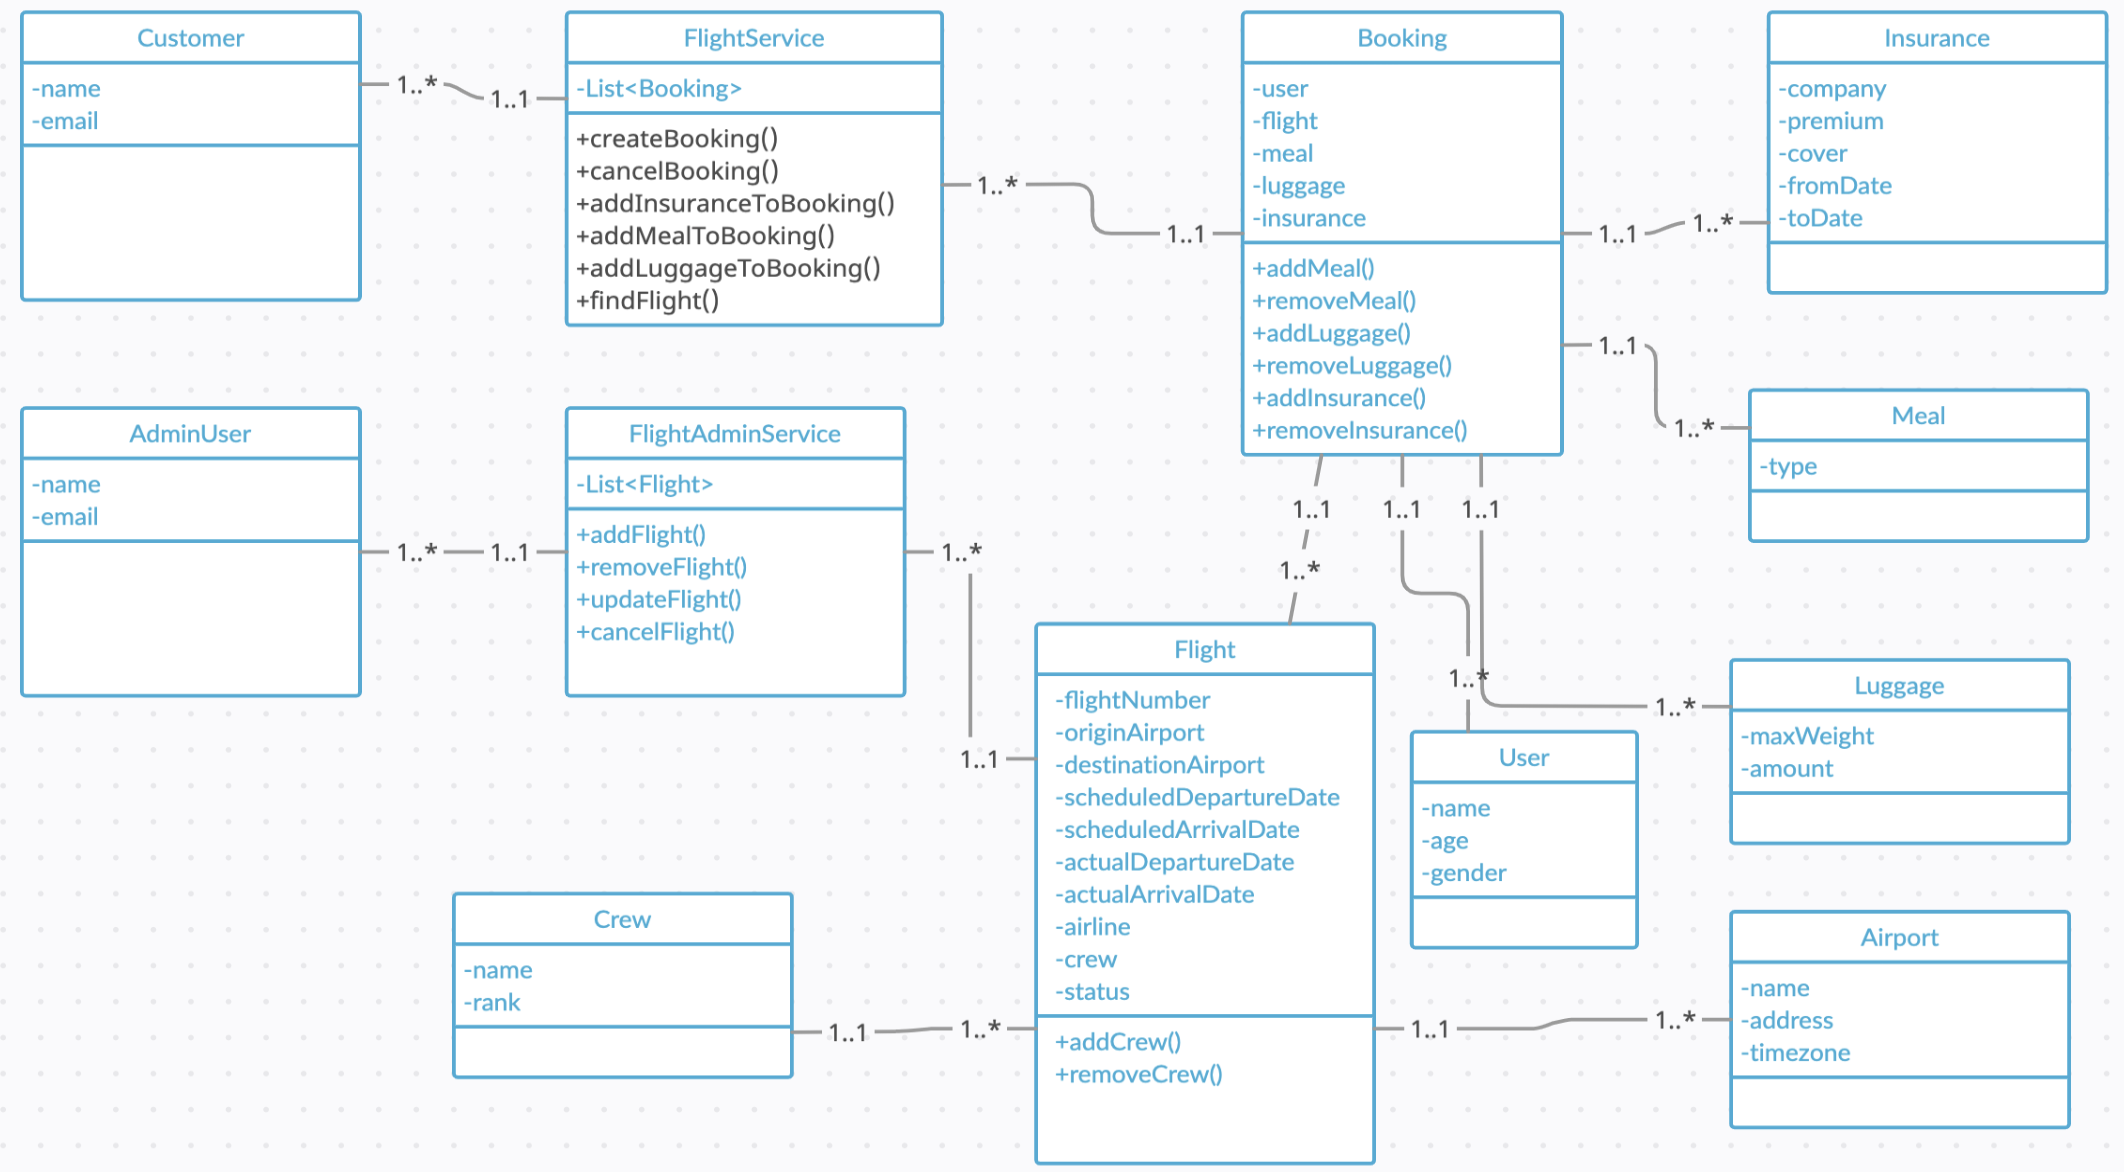 Customer
-name
-email
1..*
1..1
FlightService
-List<Booking>
+createBooking()
+cancelBooking()
+addInsuranceToBooking()
+addMealToBooking()
+addLuggageToBooking()
+findFlight()
1..*
1..1
Booking
-user
-flight
-meal
-luggage
-insurance
+addMeal()
+removeMeal()
+addLuggage()
+removeLuggage()
+addInsurance()
+removeInsurance()
1..1
1..*
Insurance
-company
-premium
-cover
-fromDate
-toDate
1..1
1..*
Meal
-type
AdminUser
-name
-email
1..*
1..1
FlightAdminService
-List<Flight>
+addFlight()
+removeFlight()
+updateFlight()
+cancelFlight()
1..*
1..1
1..1
1..1
1..1
1..*
1..*
1..*
Flight
-flightNumber
-originAirport
-destinationAirport
-scheduledDepartureDate
-scheduledArrivalDate
-actualDepartureDate
-actualArrivalDate
-airline
-crew
-status
+addCrew()
+removeCrew()
User
-name
-age
-gender
Luggage
-maxWeight
-amount
Crew
-name
-rank
1..1
1..*
1..1
1..*
Airport
-name
-address
-timezone